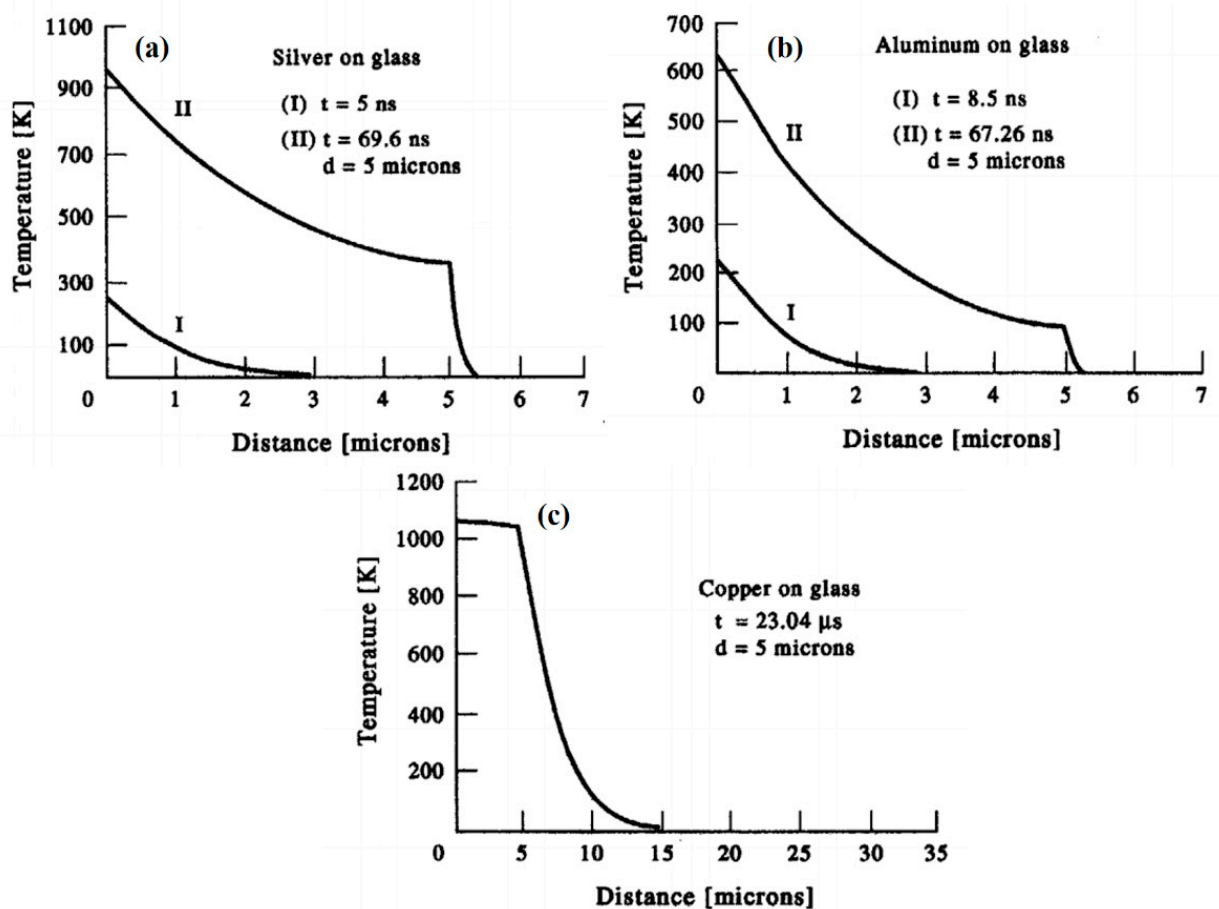 (a)
Silver on glass
(I) t = 5 ns
(II) t = 69.6 ns
d = 5 microns
Temperature [K]
1100
900
700
500
300
100
II
I
0 1 2 3 4 5 6 7
Distance [microns]
(b)
Aluminum on glass
(I) t = 8.5 ns
(II) t = 67.26 ns
d = 5 microns
Temperature [K]
700
600
500
400
300
200
100
II
I
0 1 2 3 4 5 6 7
Distance [microns]
(c)
Copper on glass
t = 23.04 μs
d = 5 microns
Temperature [K]
1200
1000
800
600
400
200
0 5 10 15 20 25 30 35
Distance [microns]